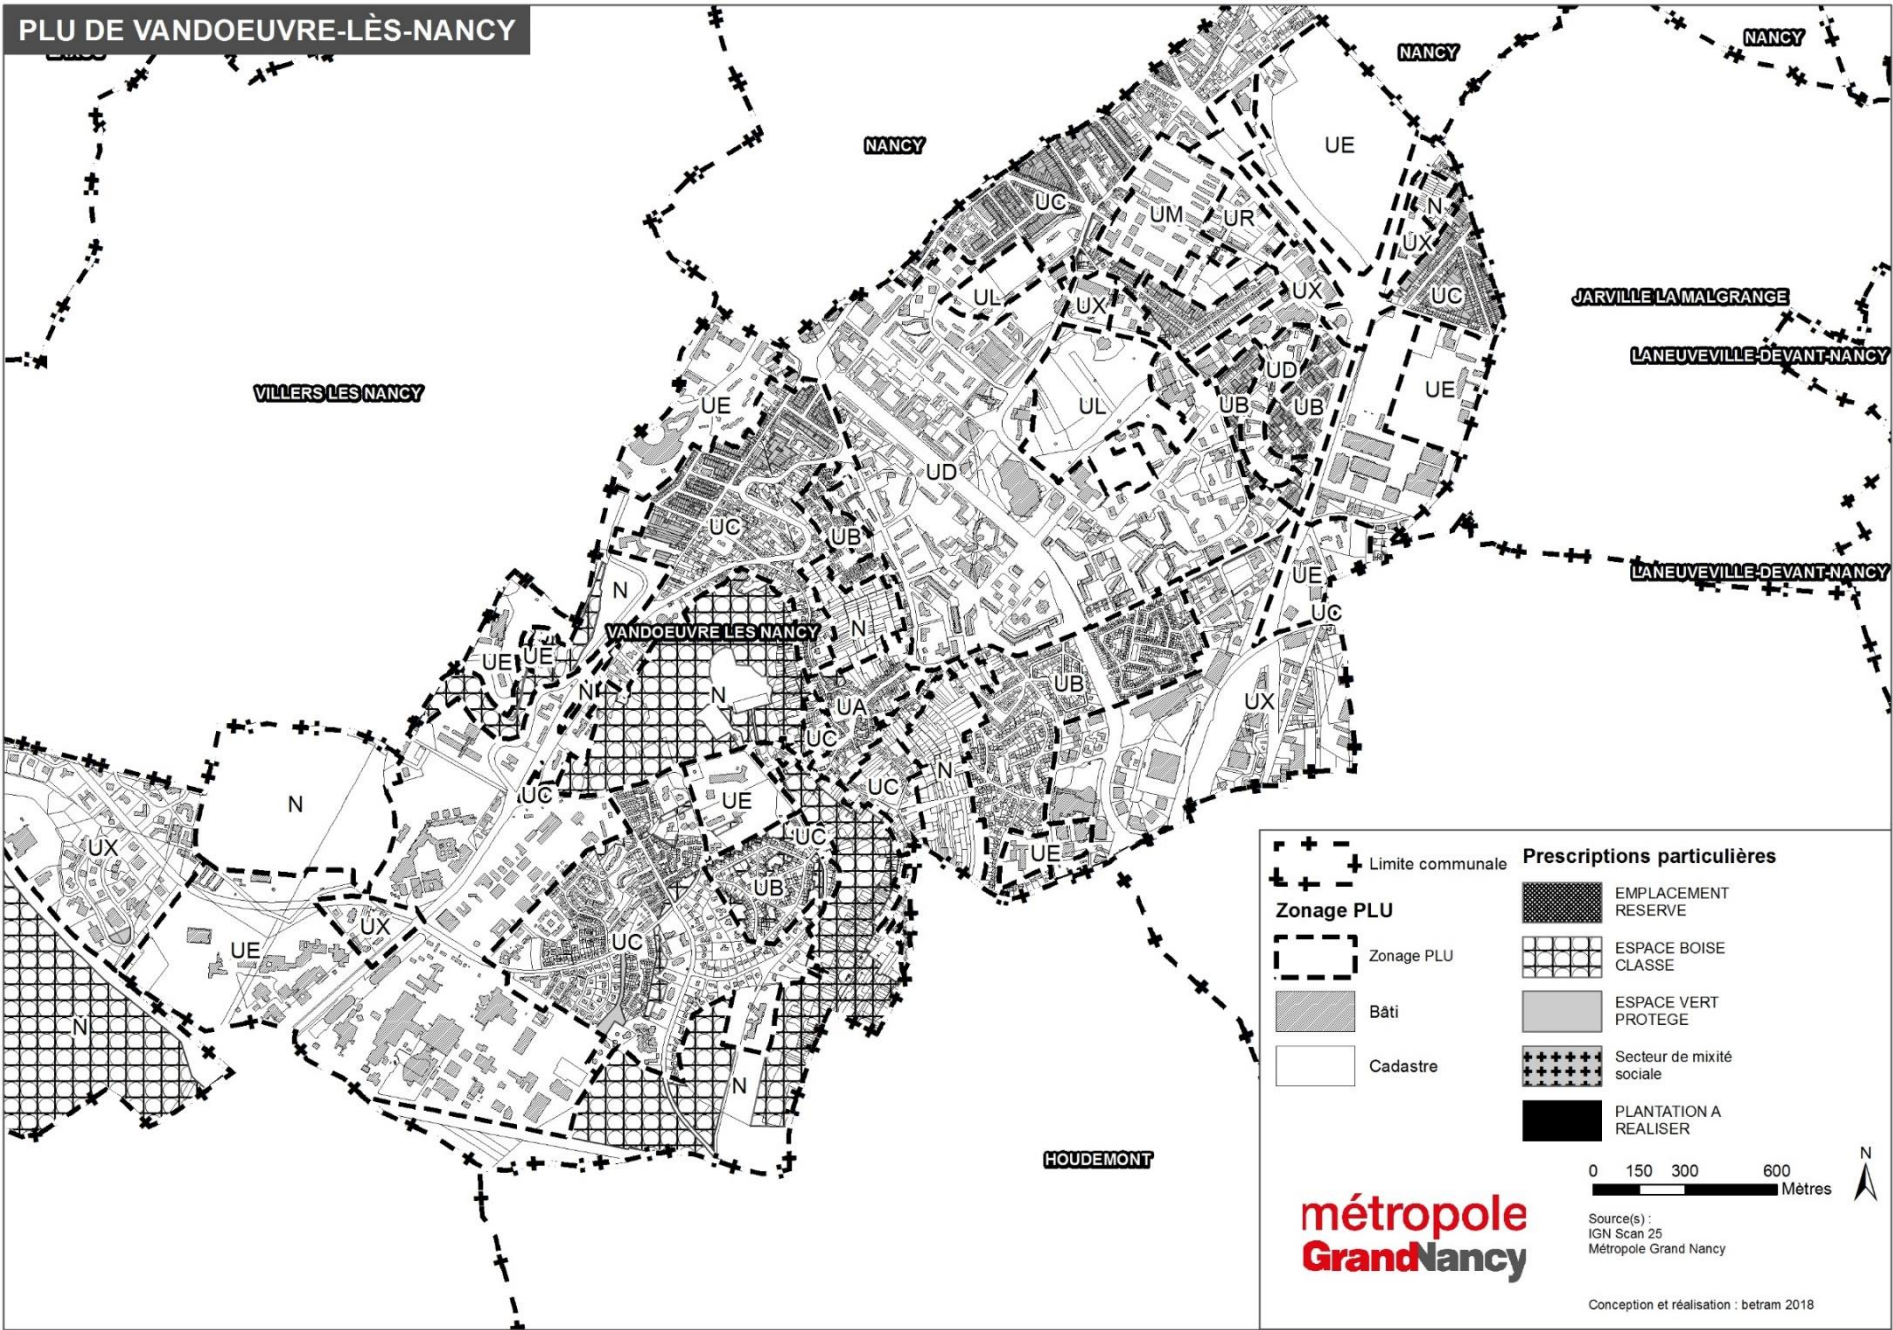 PLU DE VANDOEUVRE-LÈS-NANCY
NANCY
NANCY
NANCY
UE
N
UC
UM
UR
UX
UL
UX
UX
UC
JARVILLE LA MALGRANGE
LANEUVEVILLE-DEVANT-NANCY
VILLERS LES NANCY
UE
UD
UE
UL
UB
UB
UD
UC
UB
LANEUVEVILLE-DEVANT-NANCY
UE
N
UC
VANDOEUVRE LES NANCY
N
UE
UE
N
N
UB
UA
UX
UC
N
UC
UC
N
UE
UC
UX
UE
UB
UX
UC
UE
N
N
HOUDEMONT
Limite communale
Zonage PLU
Zonage PLU
Bâti
Cadastre
Prescriptions particulières
EMPLACEMENT
RESERVE
ESPACE BOISE
CLASSE
ESPACE VERT
PROTEGE
Secteur de mixité
sociale
PLANTATION A
REALISER
N
0 150 300 600
Mètres
métropole
GrandNancy
Source(s) :
IGN Scan 25
Métropole Grand Nancy
Conception et réalisation : betram 2018